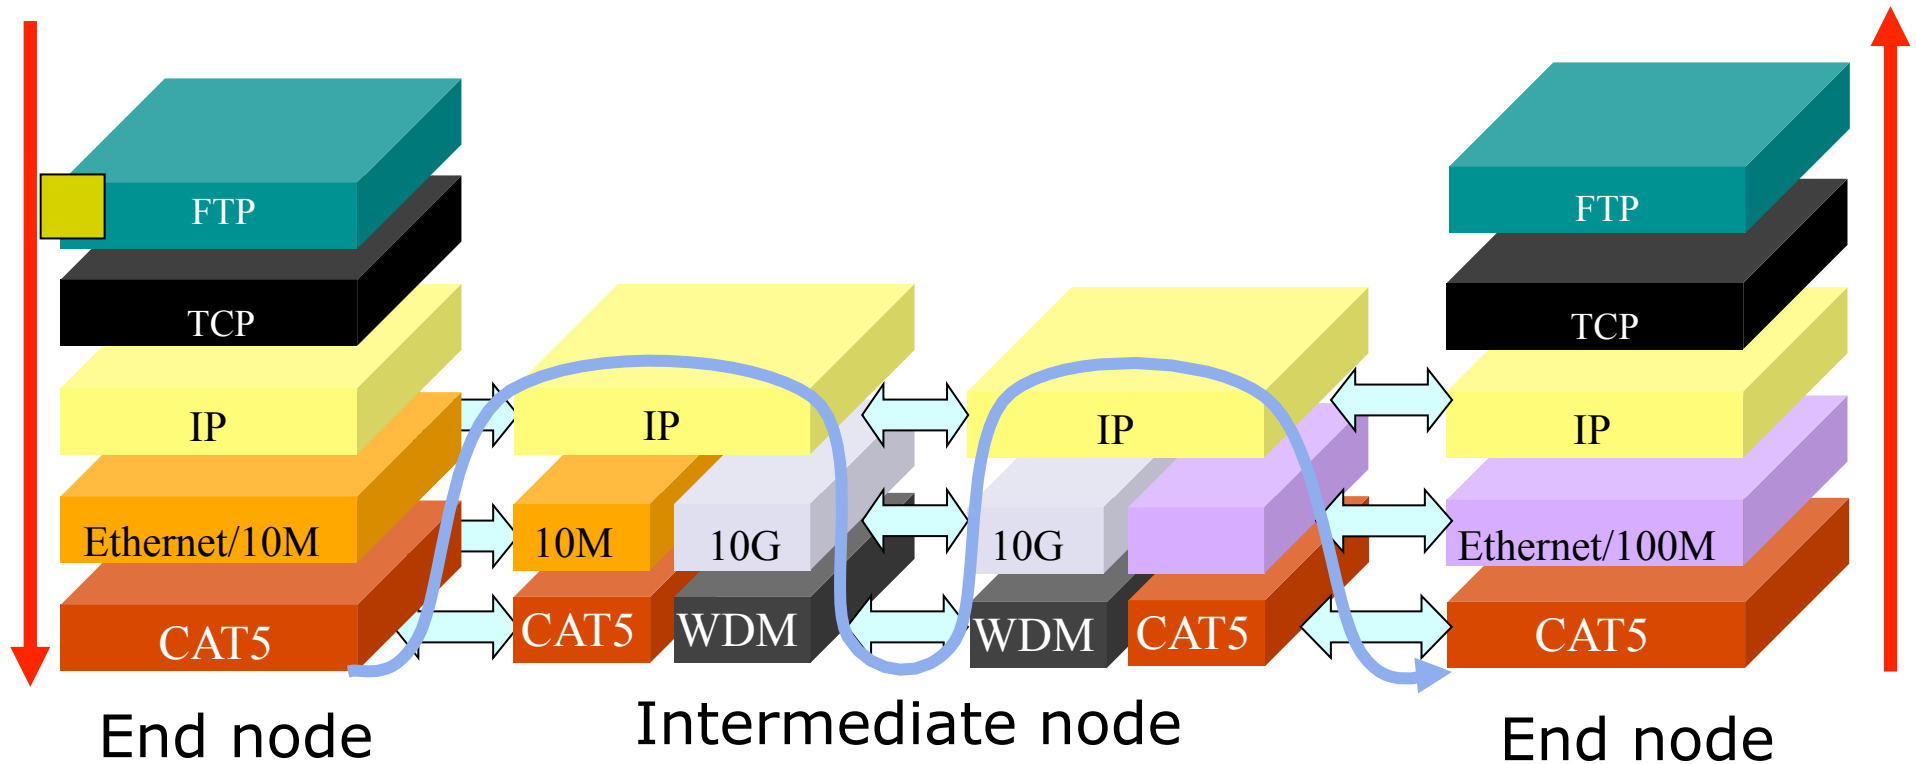 FTP
TCP
IP
Ethernet/10M
CAT5
End node
IP
10M
10G
CAT5
WDM
IP
10G
WDM
CAT5
Intermediate node
FTP
TCP
IP
Ethernet/100M
CAT5
End node